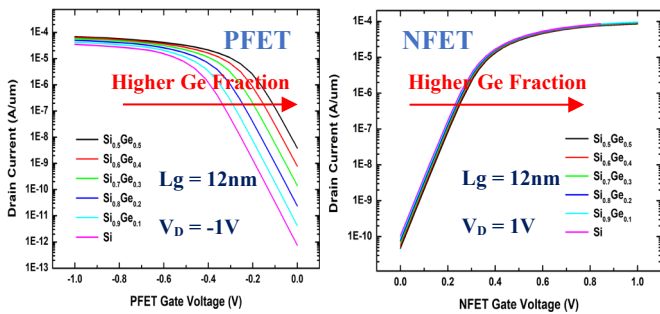 PFET
Higher Ge Fraction
Si0.5Ge0.5
Si0.6Ge0.4
Si0.7Ge0.3
Si0.8Ge0.2
Si0.9Ge0.1
Si
Lg = 12nm
VD = -1V
Drain Current (A/um)
1E-4
1E-5
1E-6
1E-7
1E-8
1E-9
1E-10
1E-11
1E-12
1E-13
-1.0 -0.8 -0.6 -0.4 -0.2 0.0
PFET Gate Voltage (V)
NFET
Higher Ge Fraction
Si0.5Ge0.5
Si0.6Ge0.4
Si0.7Ge0.3
Si0.8Ge0.2
Si0.9Ge0.1
Si
Lg = 12nm
VD = 1V
Drain Current (A/um)
1E-4
1E-5
1E-6
1E-7
1E-8
1E-9
1E-10
0.0 0.2 0.4 0.6 0.8 1.0
NFET Gate Voltage (V)